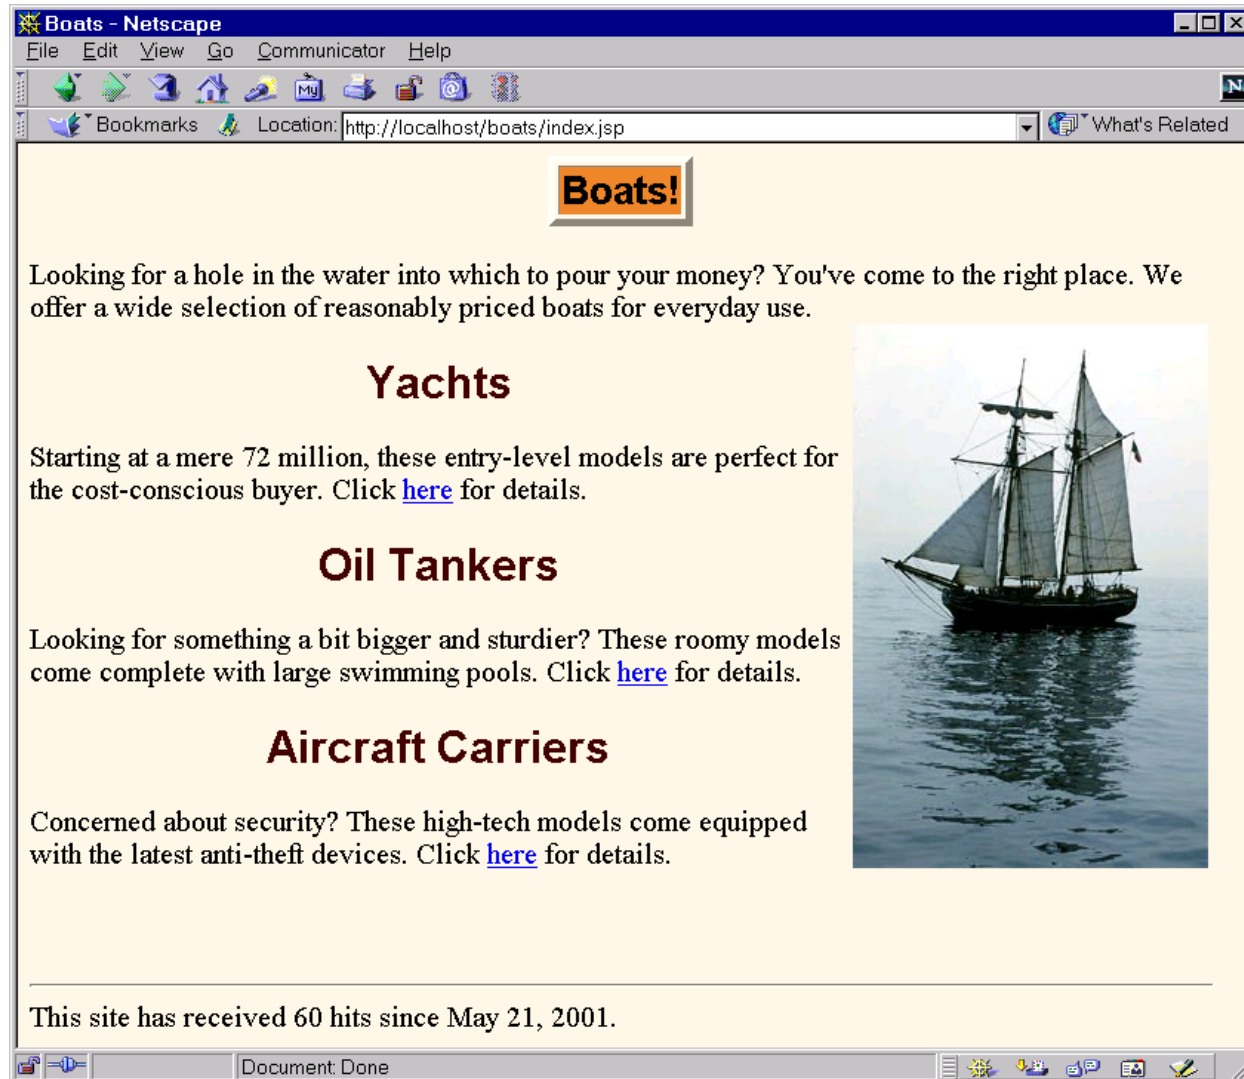 Boats - Netscape
File Edit View Go Communicator Help
My
N
Bookmarks Location: http://localhost/boats/index.jsp What's Related
Boats!
Looking for a hole in the water into which to pour your money? You've come to the right place. We
offer a wide selection of reasonably priced boats for everyday use.
Yachts
Starting at a mere 72 million, these entry-level models are perfect for
the cost-conscious buyer. Click here for details.
Oil Tankers
Looking for something a bit bigger and sturdier? These roomy models
come complete with large swimming pools. Click here for details.
Aircraft Carriers
Concerned about security? These high-tech models come equipped
with the latest anti-theft devices. Click here for details.
This site has received 60 hits since May 21, 2001.
Document: Done